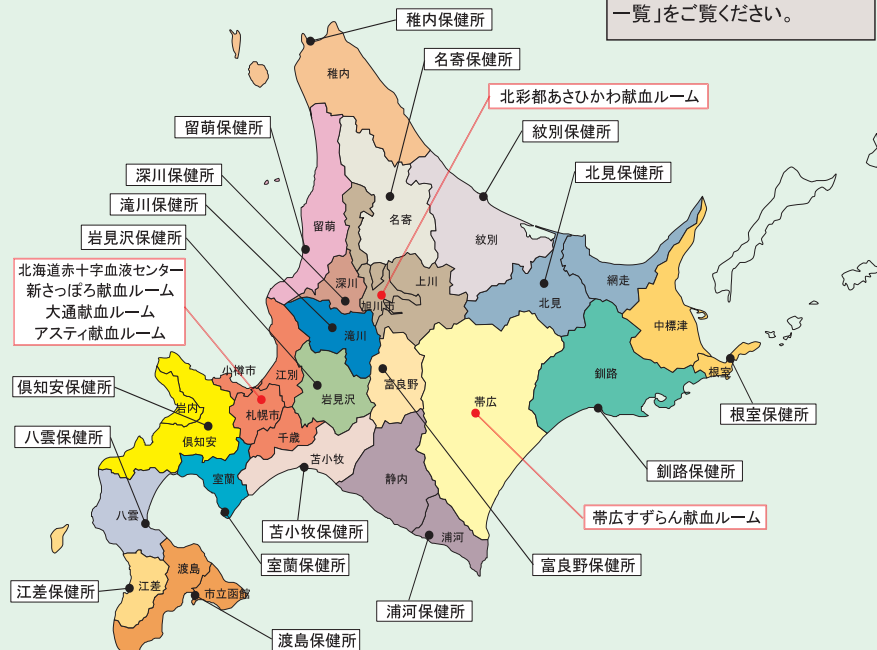 一覧」をご覧ください。
稚内保健所
稚内
名寄保健所
北彩都あさひかわ献血ルーム
留萌保健所
紋別保健所
深川保健所
北見保健所
滝川保健所
岩見沢保健所
留萌
名寄
紋別
北海道赤十字血液センター
新さっぽろ献血ルーム
大通献血ルーム
アスティ献血ルーム
深川
上川
網走
旭川市
北見
滝川
中標津
小樽市
江別
富良野
釧路
根室
倶知安保健所
岩内
岩見沢
帯広
札幌市
根室保健所
八雲保健所
倶知安
千歳
苫小牧
釧路保健所
室蘭
静内
八雲
帯広すずらん献血ルーム
苫小牧保健所
浦河
室蘭保健所
富良野保健所
渡島
江差保健所
江差
市立函館
浦河保健所
渡島保健所